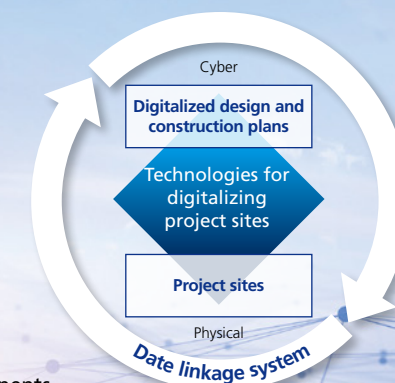 Cyber
Digitalized design and
construction plans
Technologies for
digitalizing
project sites
Project sites
Physical
Date linkage system